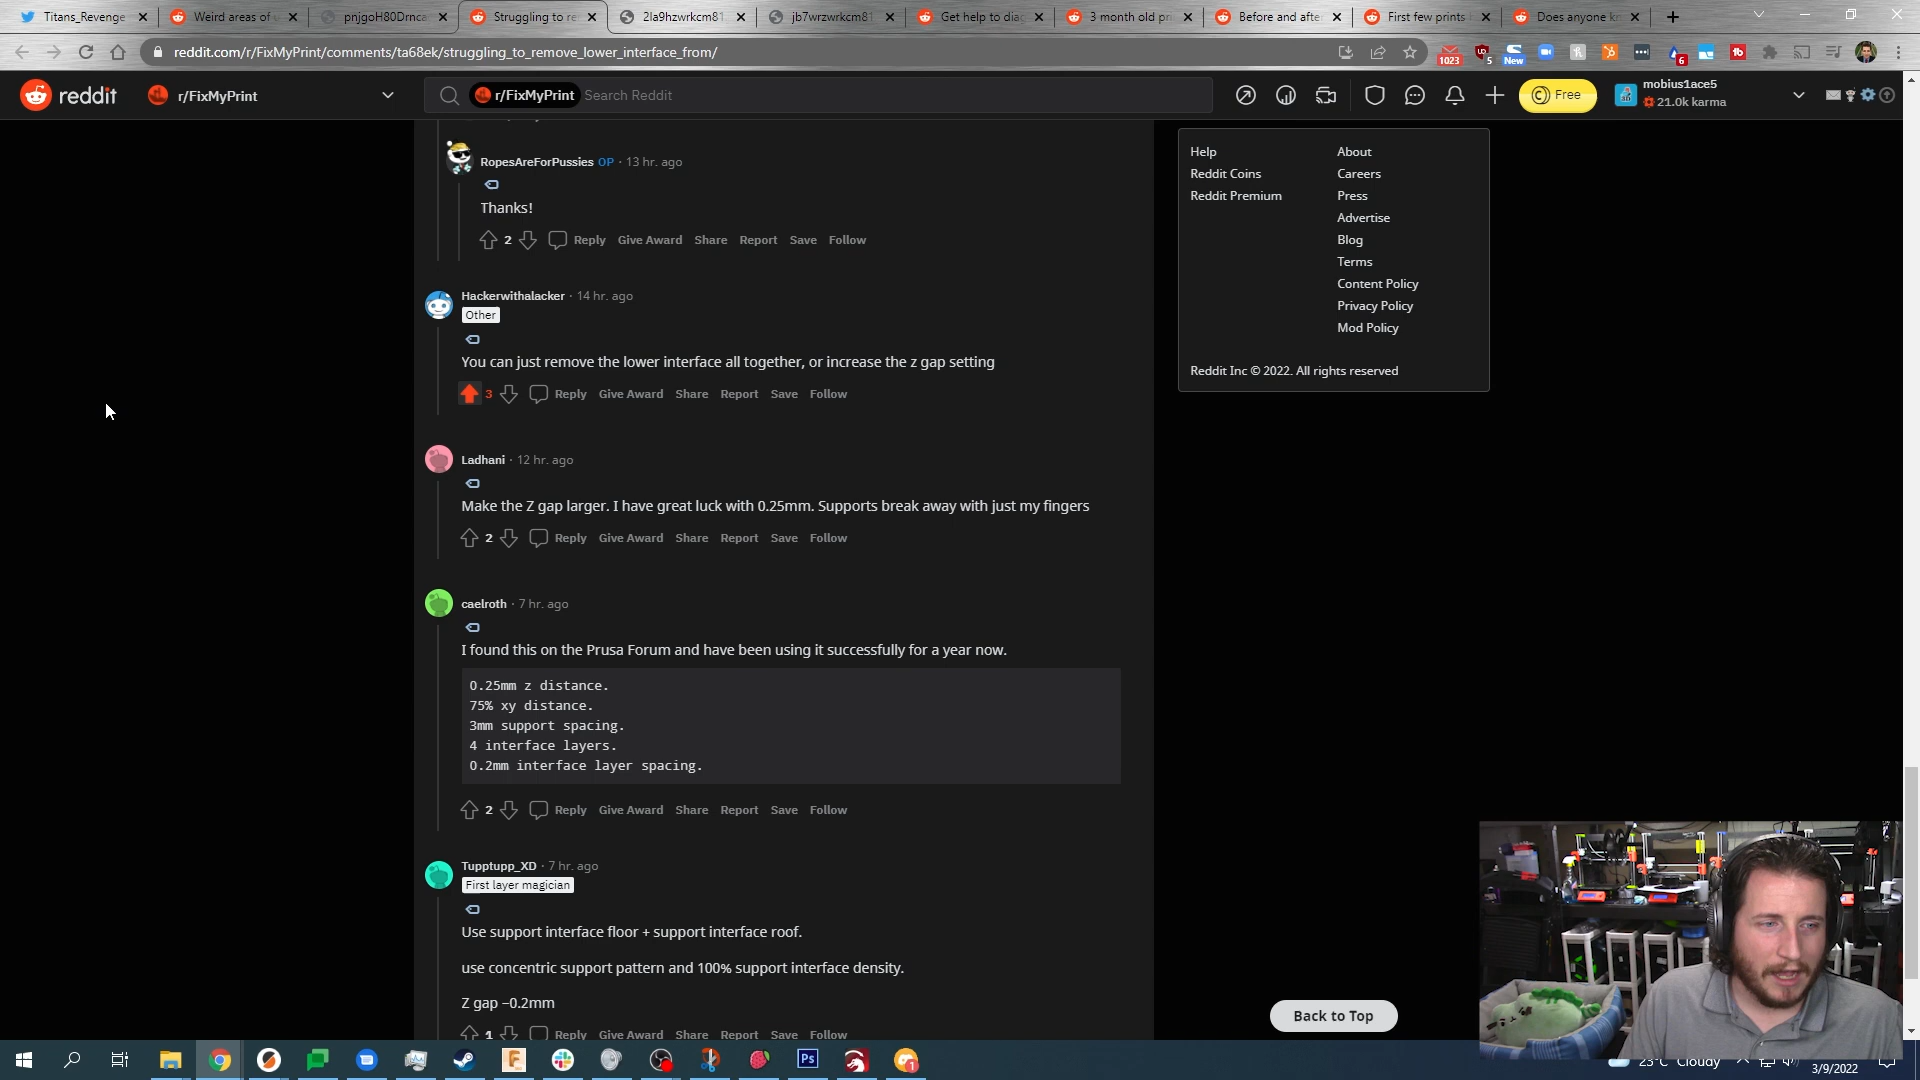 Titans_Revenge
Weird areas of
pnjgoH80Drnca
Struggling to re
2la9hzwrkcm81
jb7wrzwrkcm81
Get help to diag
3 month old pr
Before and afte
First few prints
Does anyone kn
reddit.com/r/FixMyPrint/comments/ta68ek/struggling_to_remove_lower_interface_from/
1023
5
New
6
reddit
r/FixMyPrint
r/FixMyPrint
Search Reddit
Free
mobius1ace5
21.0k karma
RopesAreForPussies OP · 13 hr. ago
Thanks!
2 Reply Give Award Share Report Save Follow
Hackerwithalacker · 14 hr. ago
Other
You can just remove the lower interface all together, or increase the z gap setting
3 Reply Give Award Share Report Save Follow
Ladhani · 12 hr. ago
Make the Z gap larger. I have great luck with 0.25mm. Supports break away with just my fingers
2 Reply Give Award Share Report Save Follow
caelroth · 7 hr. ago
I found this on the Prusa Forum and have been using it successfully for a year now.
0.25mm z distance.
75% xy distance.
3mm support spacing.
4 interface layers.
0.2mm interface layer spacing.
2 Reply Give Award Share Report Save Follow
Tupptupp_XD · 7 hr. ago
First layer magician
Use support interface floor + support interface roof.
use concentric support pattern and 100% support interface density.
Z gap ~0.2mm
1 Reply Give Award Share Report Save Follow
Help
Reddit Coins
Reddit Premium
About
Careers
Press
Advertise
Blog
Terms
Content Policy
Privacy Policy
Mod Policy
Reddit Inc © 2022. All rights reserved
Back to Top
Ps
1
23°C Cloudy
3/9/2022